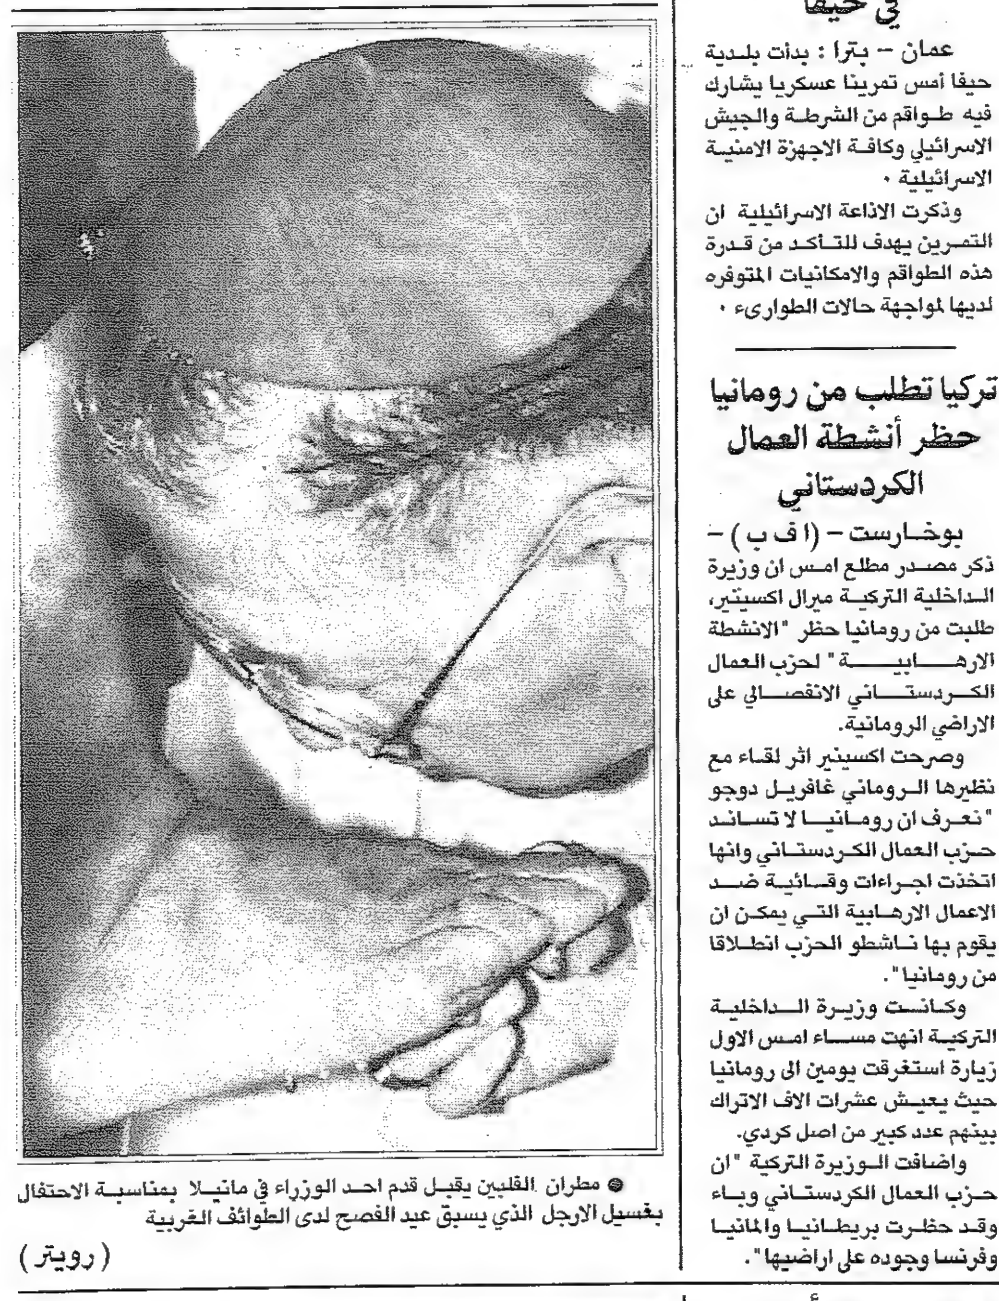 في حيفا
عمان – بترا : بدأت بلدية
حيفا أمس تمرينا عسكريا يشارك
فيه طواقم من الشرطة والجيش
الاسرائيلي وكافة الاجهزة الامنية
الاسرائيلية ٠
وذكرت الاذاعة الاسرائيلية ان
التمرين يهدف للتأكد من قدرة
هذه الطواقم والامكانيات المتوفره
لديها لمواجهة حالات الطوارىء ٠
تركيا تطلب من رومانيا
حظر أنشطة العمال
الكردستاني
بوخارست – (ا ف ب) –
ذكر مصدر مطلع امس ان وزيرة
الداخلية التركية ميرال اكسينير،
طلبت من رومانيا حظر "الانشطة
الارهابية" لحزب العمال
الكردستاني الانفصالي على
الاراضي الرومانية.
وصرحت اكسينير اثر لقاء مع
نظيرها الروماني غافريل دوجو
"نعرف ان رومانيا لا تساند
حزب العمال الكردستاني وانها
اتخذت اجراءات وقائية ضد
الاعمال الارهابية التي يمكن ان
يقوم بها ناشطو الحزب انطلاقا
من رومانيا".
وكانت وزيرة الداخلية
التركية انهت مساء امس الاول
زيارة استغرقت يومين الى رومانيا
حيث يعيش عشرات الاف الاتراك
بينهم عدد كبير من اصل كردي.
واضافت الوزيرة التركية "ان
حزب العمال الكردستاني وباء
وقد حظرت بريطانيا والمانيا
وفرنسا وجوده على اراضيها".
مطران الفلبين يقبل قدم احد الوزراء في مانيلا بمناسبة الاحتفال
بغسيل الارجل الذي يسبق عيد الفصح لدى الطوائف الغربية
(رويتر)